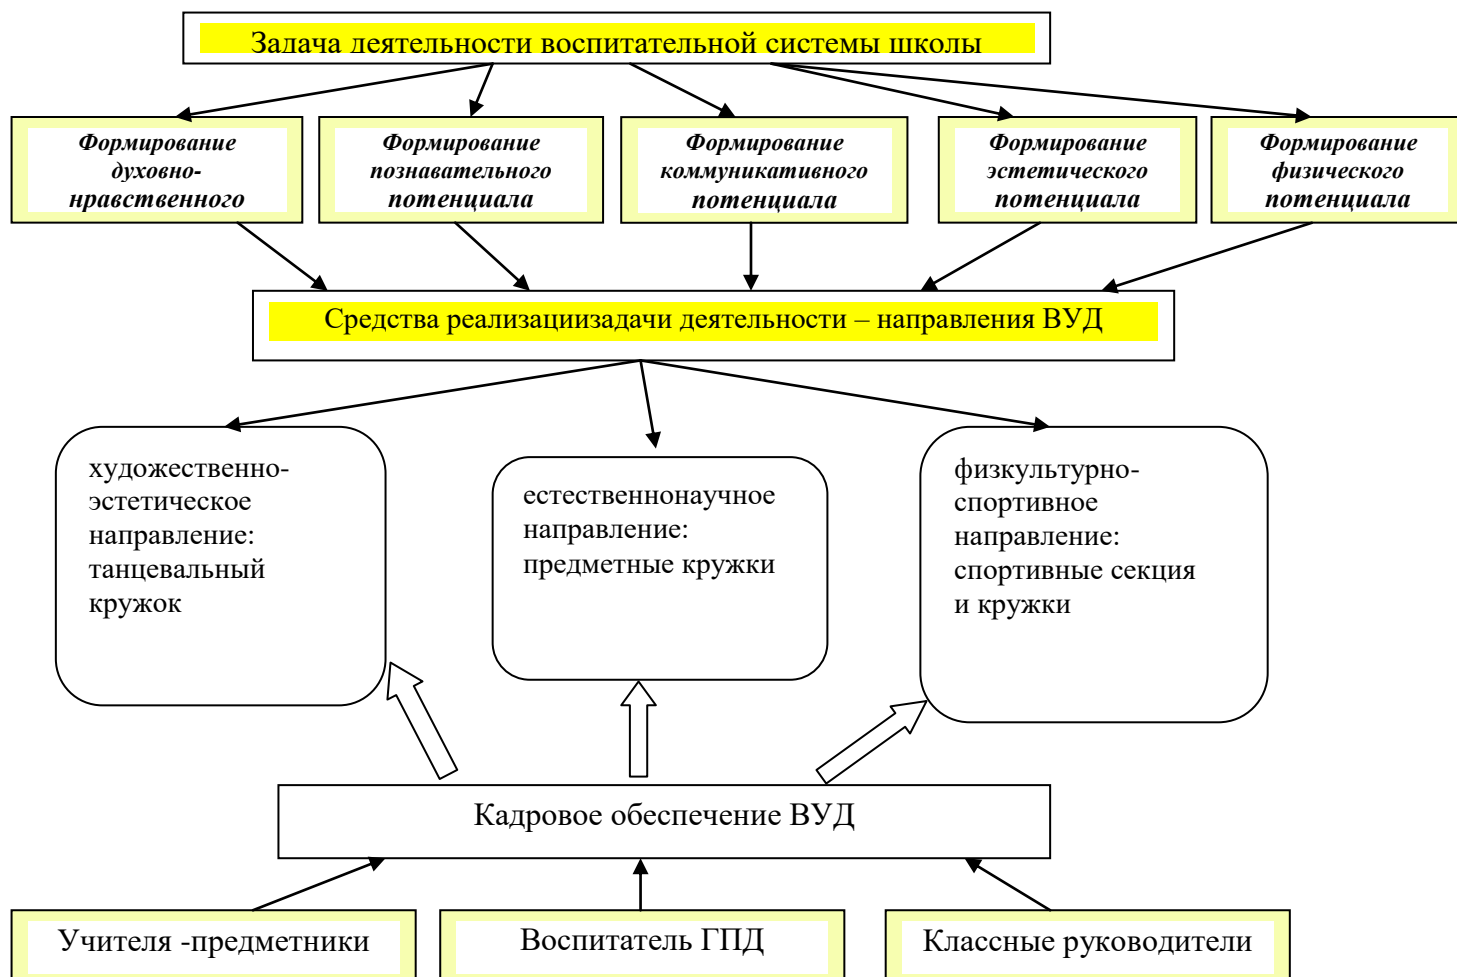 Задача деятельности воспитательной системы школы
Формирование
духовно-
нравственного
Формирование
познавательного
потенциала
Формирование
коммуникативного
потенциала
Формирование
эстетического
потенциала
Формирование
физического
потенциала
Средства реализациизадачи деятельности – направления ВУД
художественно-
эстетическое
направление:
танцевальный
кружок
естественнонаучное
направление:
предметные кружки
физкультурно-
спортивное
направление:
спортивные секция
и кружки
Кадровое обеспечение ВУД
Учителя -предметники
Воспитатель ГПД
Классные руководители